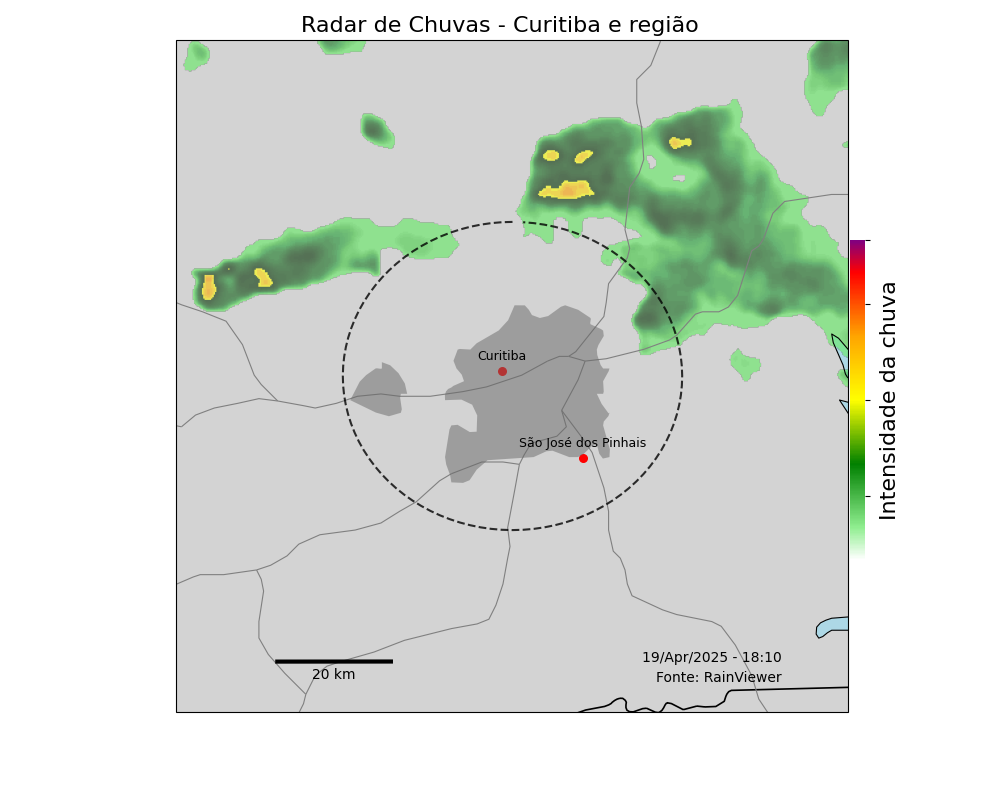 Radar de Chuvas - Curitiba e região
Curitiba
São José dos Pinhais
Intensidade da chuva
19/Apr/2025 - 18:10
Fonte: RainViewer
20 km